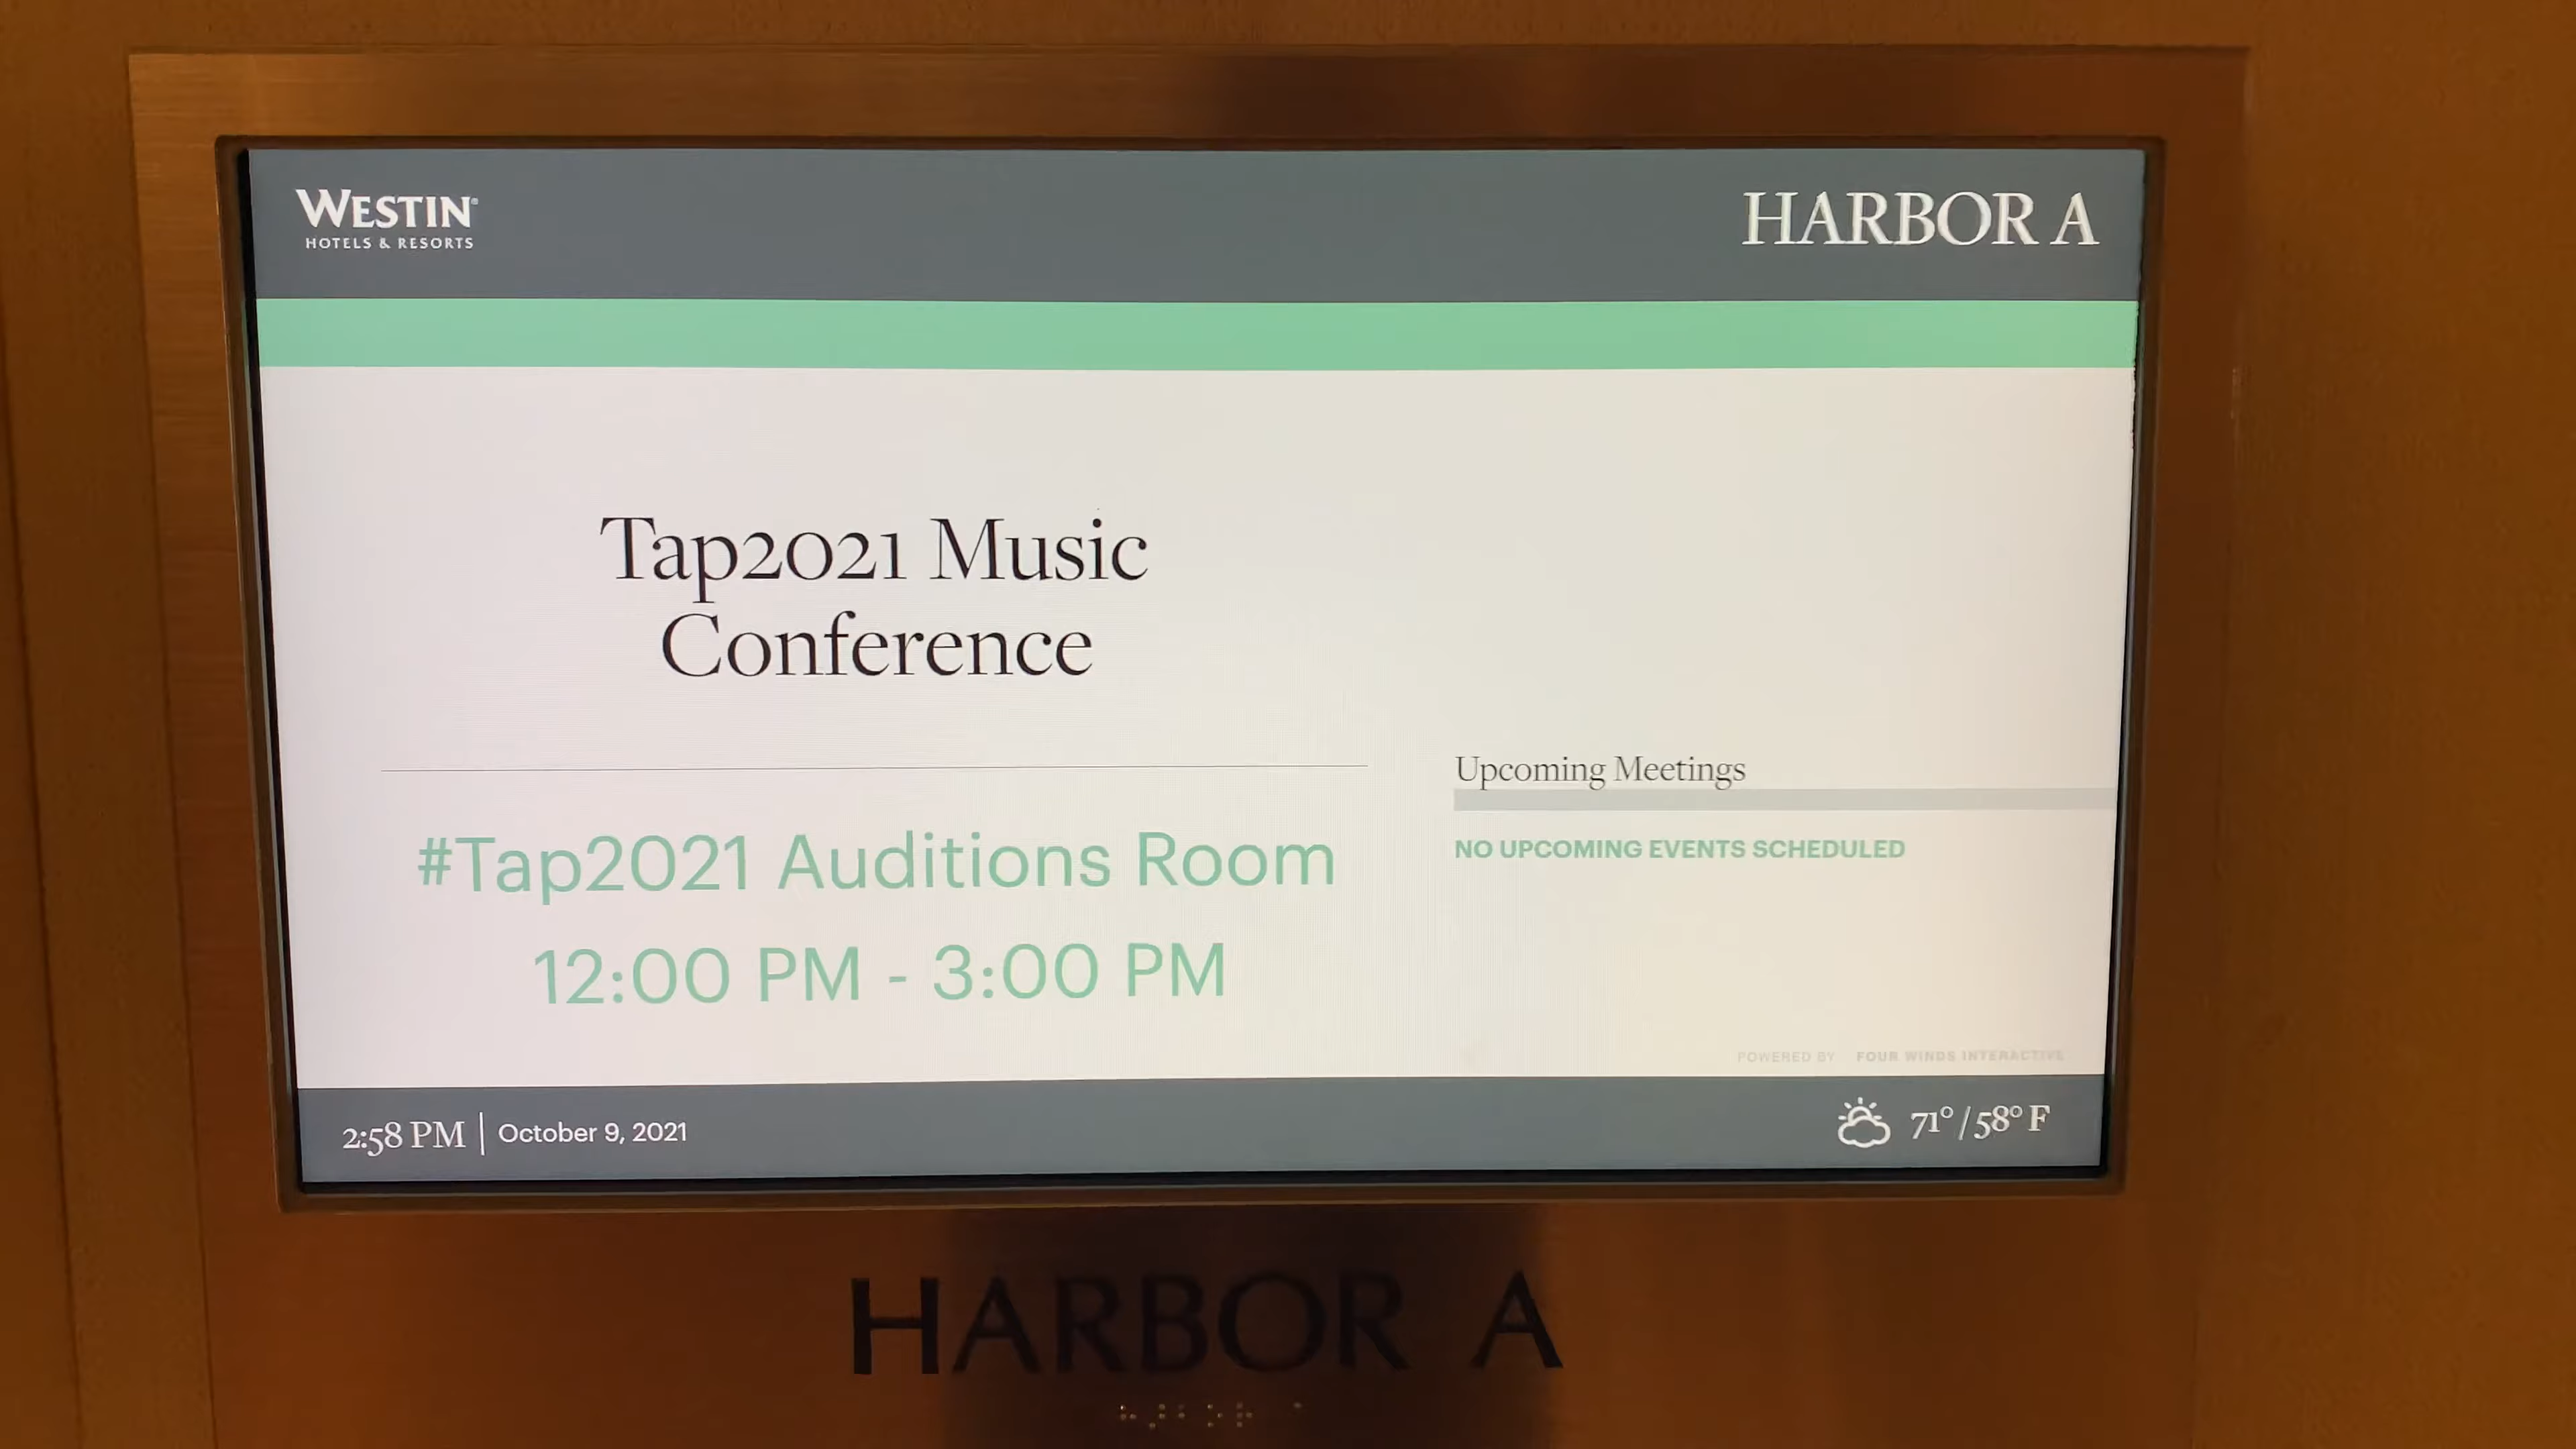 WESTIN
HOTELS & RESORTS
HARBOR A
Tap2021 Music
Conference
#Tap2021 Auditions Room
12:00 PM - 3:00 PM
Upcoming Meetings
NO UPCOMING EVENTS SCHEDULED
POWERED BY FOUR WINDS INTERACTIVE
2:58 PM | October 9, 2021
71°/58° F
HARBOR A